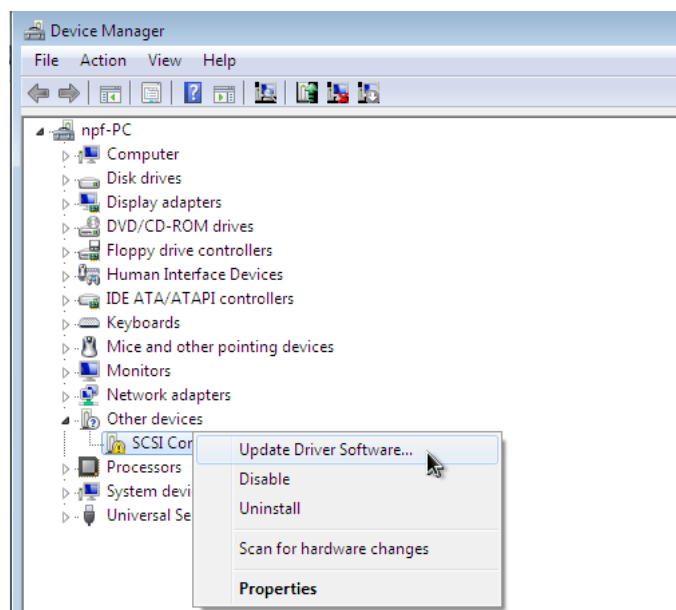 Device Manager
File Action View Help
npf-PC
Computer
Disk drives
Display adapters
DVD/CD-ROM drives
Floppy drive controllers
Human Interface Devices
IDE ATA/ATAPI controllers
Keyboards
Mice and other pointing devices
Monitors
Network adapters
Other devices
SCSI Cor
Processors
System devi
Universal Se
Update Driver Software...
Disable
Uninstall
Scan for hardware changes
Properties